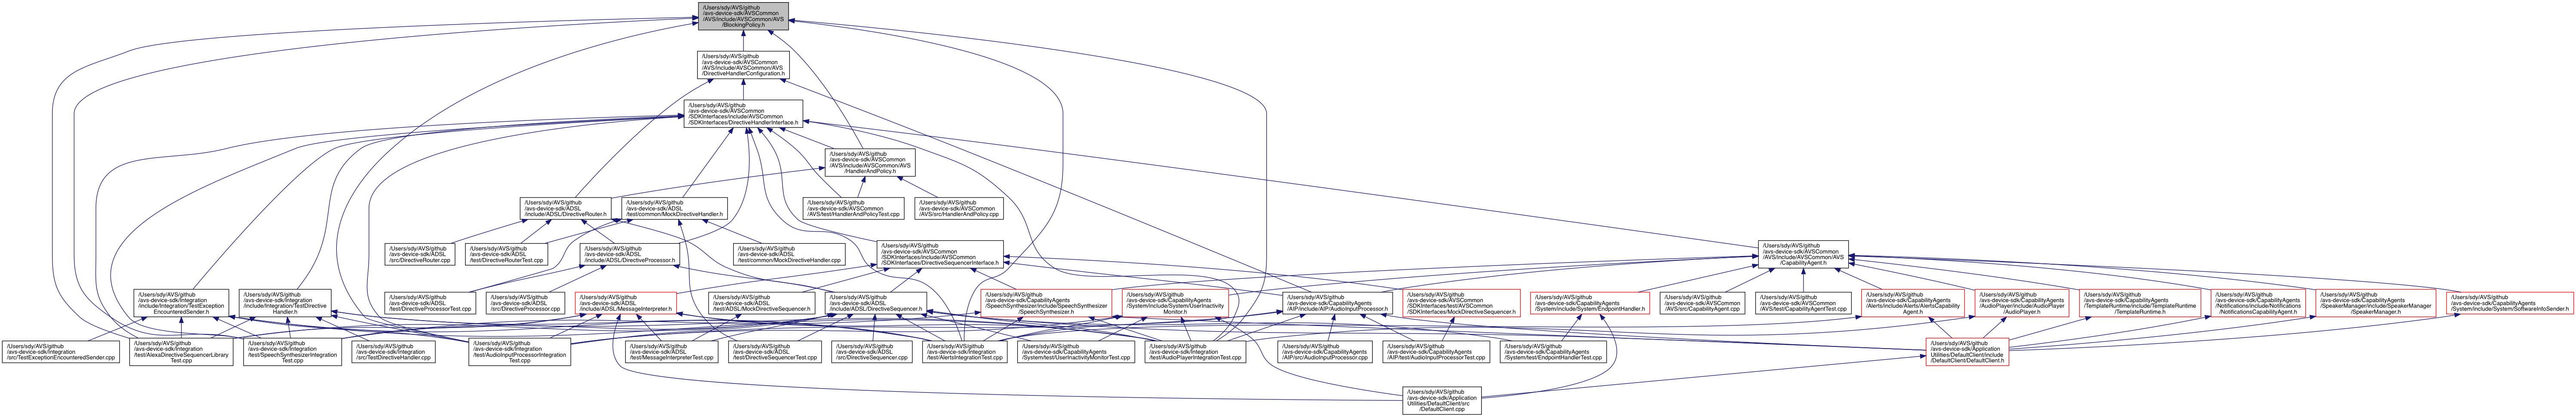 /Users/sdy/AVS/github
/avs-device-sdk/AVSCommon
/AVS/include/AVSCommon/AVS
/BlockingPolicy.h
/Users/sdy/AVS/github
/avs-device-sdk/AVSCommon
/AVS/include/AVSCommon/AVS
/DirectiveHandlerConfiguration.h
/Users/sdy/AVS/github
/avs-device-sdk/AVSCommon
/SDKInterfaces/include/AVSCommon
/SDKInterfaces/DirectiveHandlerInterface.h
/Users/sdy/AVS/github
/avs-device-sdk/AVSCommon
/AVS/include/AVSCommon/AVS
/HandlerAndPolicy.h
/Users/sdy/AVS/github
/avs-device-sdk/ADSL
/include/ADSL/DirectiveRouter.h
/Users/sdy/AVS/github
/avs-device-sdk/ADSL
/test/common/MockDirectiveHandler.h
/Users/sdy/AVS/github
/avs-device-sdk/AVSCommon
/AVS/test/HandlerAndPolicyTest.cpp
/Users/sdy/AVS/github
/avs-device-sdk/AVSCommon
/AVS/src/HandlerAndPolicy.cpp
/Users/sdy/AVS/github
/avs-device-sdk/ADSL
/src/DirectiveRouter.cpp
/Users/sdy/AVS/github
/avs-device-sdk/ADSL
/test/DirectiveRouterTest.cpp
/Users/sdy/AVS/github
/avs-device-sdk/ADSL
/include/ADSL/DirectiveProcessor.h
/Users/sdy/AVS/github
/avs-device-sdk/ADSL
/test/common/MockDirectiveHandler.cpp
/Users/sdy/AVS/github
/avs-device-sdk/AVSCommon
/SDKInterfaces/include/AVSCommon
/SDKInterfaces/DirectiveSequencerInterface.h
/Users/sdy/AVS/github
/avs-device-sdk/AVSCommon
/AVS/include/AVSCommon/AVS
/CapabilityAgent.h
/Users/sdy/AVS/github
/avs-device-sdk/Integration
/include/Integration/TestException
EncounteredSender.h
/Users/sdy/AVS/github
/avs-device-sdk/Integration
/include/Integration/TestDirective
Handler.h
/Users/sdy/AVS/github
/avs-device-sdk/ADSL
/test/DirectiveProcessorTest.cpp
/Users/sdy/AVS/github
/avs-device-sdk/ADSL
/src/DirectiveProcessor.cpp
/Users/sdy/AVS/github
/avs-device-sdk/ADSL
/include/ADSL/MessageInterpreter.h
/Users/sdy/AVS/github
/avs-device-sdk/ADSL
/test/ADSL/MockDirectiveSequencer.h
/Users/sdy/AVS/github
/avs-device-sdk/ADSL
/include/ADSL/DirectiveSequencer.h
/Users/sdy/AVS/github
/avs-device-sdk/CapabilityAgents
/SpeechSynthesizer/include/SpeechSynthesizer
/SpeechSynthesizer.h
/Users/sdy/AVS/github
/avs-device-sdk/CapabilityAgents
/System/include/System/UserInactivity
Monitor.h
/Users/sdy/AVS/github
/avs-device-sdk/CapabilityAgents
/AIP/include/AIP/AudioInputProcessor.h
/Users/sdy/AVS/github
/avs-device-sdk/AVSCommon
/SDKInterfaces/test/AVSCommon
/SDKInterfaces/MockDirectiveSequencer.h
/Users/sdy/AVS/github
/avs-device-sdk/CapabilityAgents
/System/include/System/EndpointHandler.h
/Users/sdy/AVS/github
/avs-device-sdk/AVSCommon
/AVS/src/CapabilityAgent.cpp
/Users/sdy/AVS/github
/avs-device-sdk/AVSCommon
/AVS/test/CapabilityAgentTest.cpp
/Users/sdy/AVS/github
/avs-device-sdk/CapabilityAgents
/Alerts/include/Alerts/AlertsCapability
Agent.h
/Users/sdy/AVS/github
/avs-device-sdk/CapabilityAgents
/AudioPlayer/include/AudioPlayer
/AudioPlayer.h
/Users/sdy/AVS/github
/avs-device-sdk/CapabilityAgents
/TemplateRuntime/include/TemplateRuntime
/TemplateRuntime.h
/Users/sdy/AVS/github
/avs-device-sdk/CapabilityAgents
/Notifications/include/Notifications
/NotificationsCapabilityAgent.h
/Users/sdy/AVS/github
/avs-device-sdk/CapabilityAgents
/SpeakerManager/include/SpeakerManager
/SpeakerManager.h
/Users/sdy/AVS/github
/avs-device-sdk/CapabilityAgents
/System/include/System/SoftwareInfoSender.h
/Users/sdy/AVS/github
/avs-device-sdk/Integration
/src/TestExceptionEncounteredSender.cpp
/Users/sdy/AVS/github
/avs-device-sdk/Integration
/test/AlexaDirectiveSequencerLibrary
Test.cpp
/Users/sdy/AVS/github
/avs-device-sdk/Integration
/test/SpeechSynthesizerIntegration
Test.cpp
/Users/sdy/AVS/github
/avs-device-sdk/Integration
/src/TestDirectiveHandler.cpp
/Users/sdy/AVS/github
/avs-device-sdk/Integration
/test/AudioInputProcessorIntegration
Test.cpp
/Users/sdy/AVS/github
/avs-device-sdk/ADSL
/test/MessageInterpreterTest.cpp
/Users/sdy/AVS/github
/avs-device-sdk/ADSL
/test/DirectiveSequencerTest.cpp
/Users/sdy/AVS/github
/avs-device-sdk/ADSL
/src/DirectiveSequencer.cpp
/Users/sdy/AVS/github
/avs-device-sdk/Integration
/test/AlertsIntegrationTest.cpp
/Users/sdy/AVS/github
/avs-device-sdk/CapabilityAgents
/System/test/UserInactivityMonitorTest.cpp
/Users/sdy/AVS/github
/avs-device-sdk/Integration
/test/AudioPlayerIntegrationTest.cpp
/Users/sdy/AVS/github
/avs-device-sdk/CapabilityAgents
/AIP/src/AudioInputProcessor.cpp
/Users/sdy/AVS/github
/avs-device-sdk/CapabilityAgents
/AIP/test/AudioInputProcessorTest.cpp
/Users/sdy/AVS/github
/avs-device-sdk/CapabilityAgents
/System/test/EndpointHandlerTest.cpp
/Users/sdy/AVS/github
/avs-device-sdk/Application
Utilities/DefaultClient/include
/DefaultClient/DefaultClient.h
/Users/sdy/AVS/github
/avs-device-sdk/Application
Utilities/DefaultClient/src
/DefaultClient.cpp